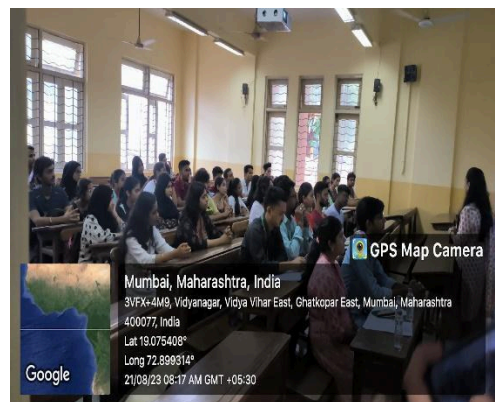 GPS Map Camera
Mumbai, Maharashtra, India
3VFX+4M9, Vidyanagar, Vidya Vihar East, Ghatkopar East, Mumbai, Maharashtra
400077, India
Lat 19.075408°
Long 72.899314°
21/08/23 08:17 AM GMT +05:30
Google